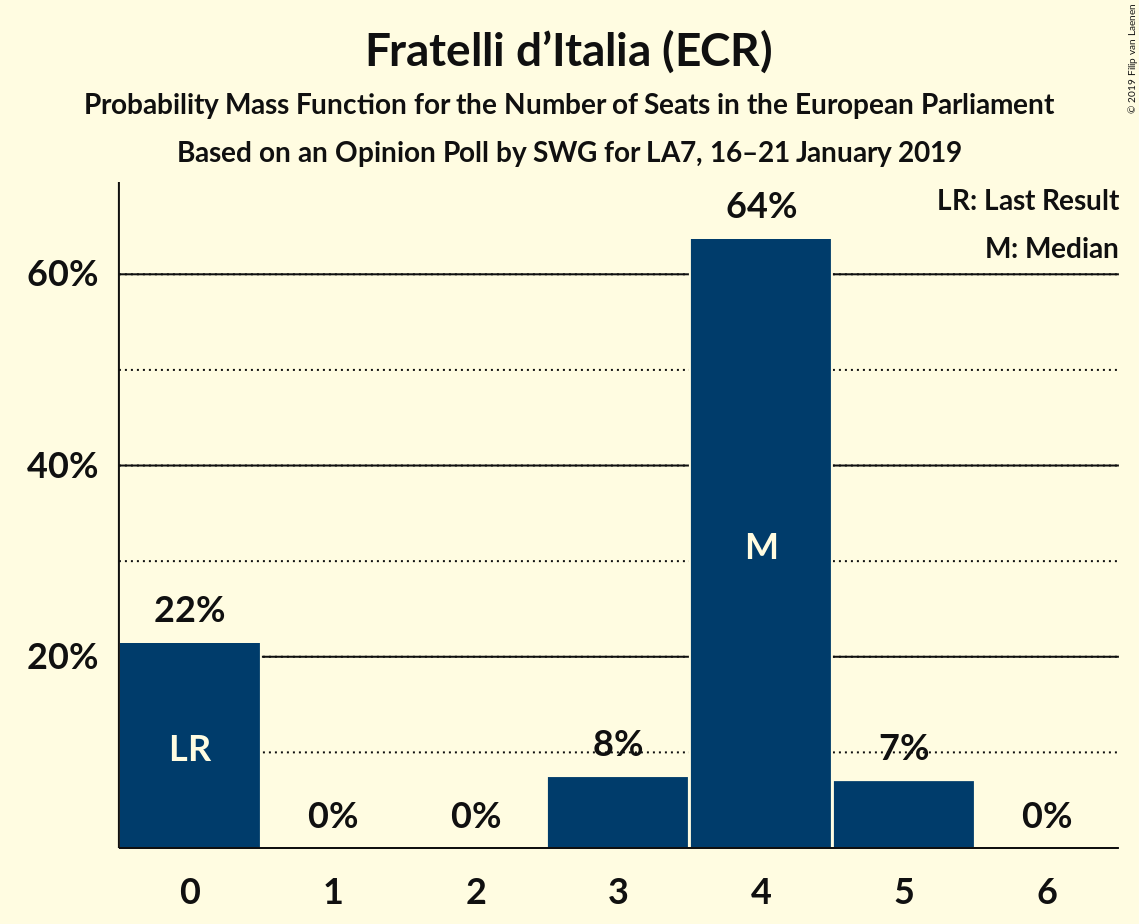 © 2019 Filip van Laenen
Fratelli d’Italia (ECR)
Probability Mass Function for the Number of Seats in the European Parliament
Based on an Opinion Poll by SWG for LA7, 16–21 January 2019
LR: Last Result
M: Median
60%
40%
20%
22%
0%
0%
8%
64%
7%
0%
LR
M
0 1 2 3 4 5 6